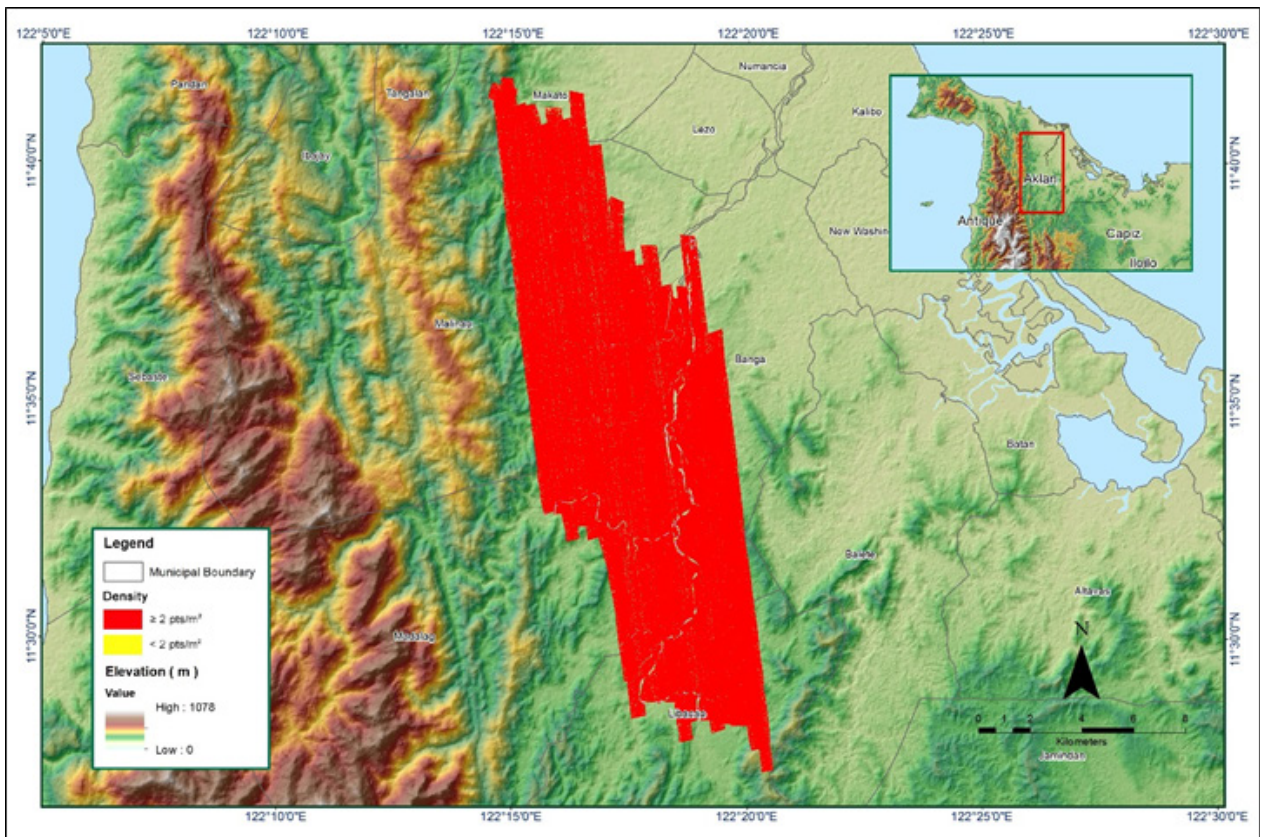 122°5'0"E 122°10'0"E 122°15'0"E 122°20'0"E 122°25'0"E 122°30'0"E
Numancia
Pandan
Tangalan
Makato
Kalibo
Lezo
Ibajay
11°40'0"N
11°40'0"N
Aklan
Antique
Capiz
Iloilo
New Washin
Malinao
Banga
Sebaste
11°35'0"N
11°35'0"N
Batan
Balete
Altavas
Madalag
11°30'0"N
11°30'0"N
Libacao
Jamindan
Legend
Municipal Boundary
Density
≥ 2 pts/m²
< 2 pts/m²
Elevation ( m )
Value
High : 1078
Low : 0
N
0 1 2 4 6 8
Kilometers
122°10'0"E 122°15'0"E 122°20'0"E 122°25'0"E 122°30'0"E